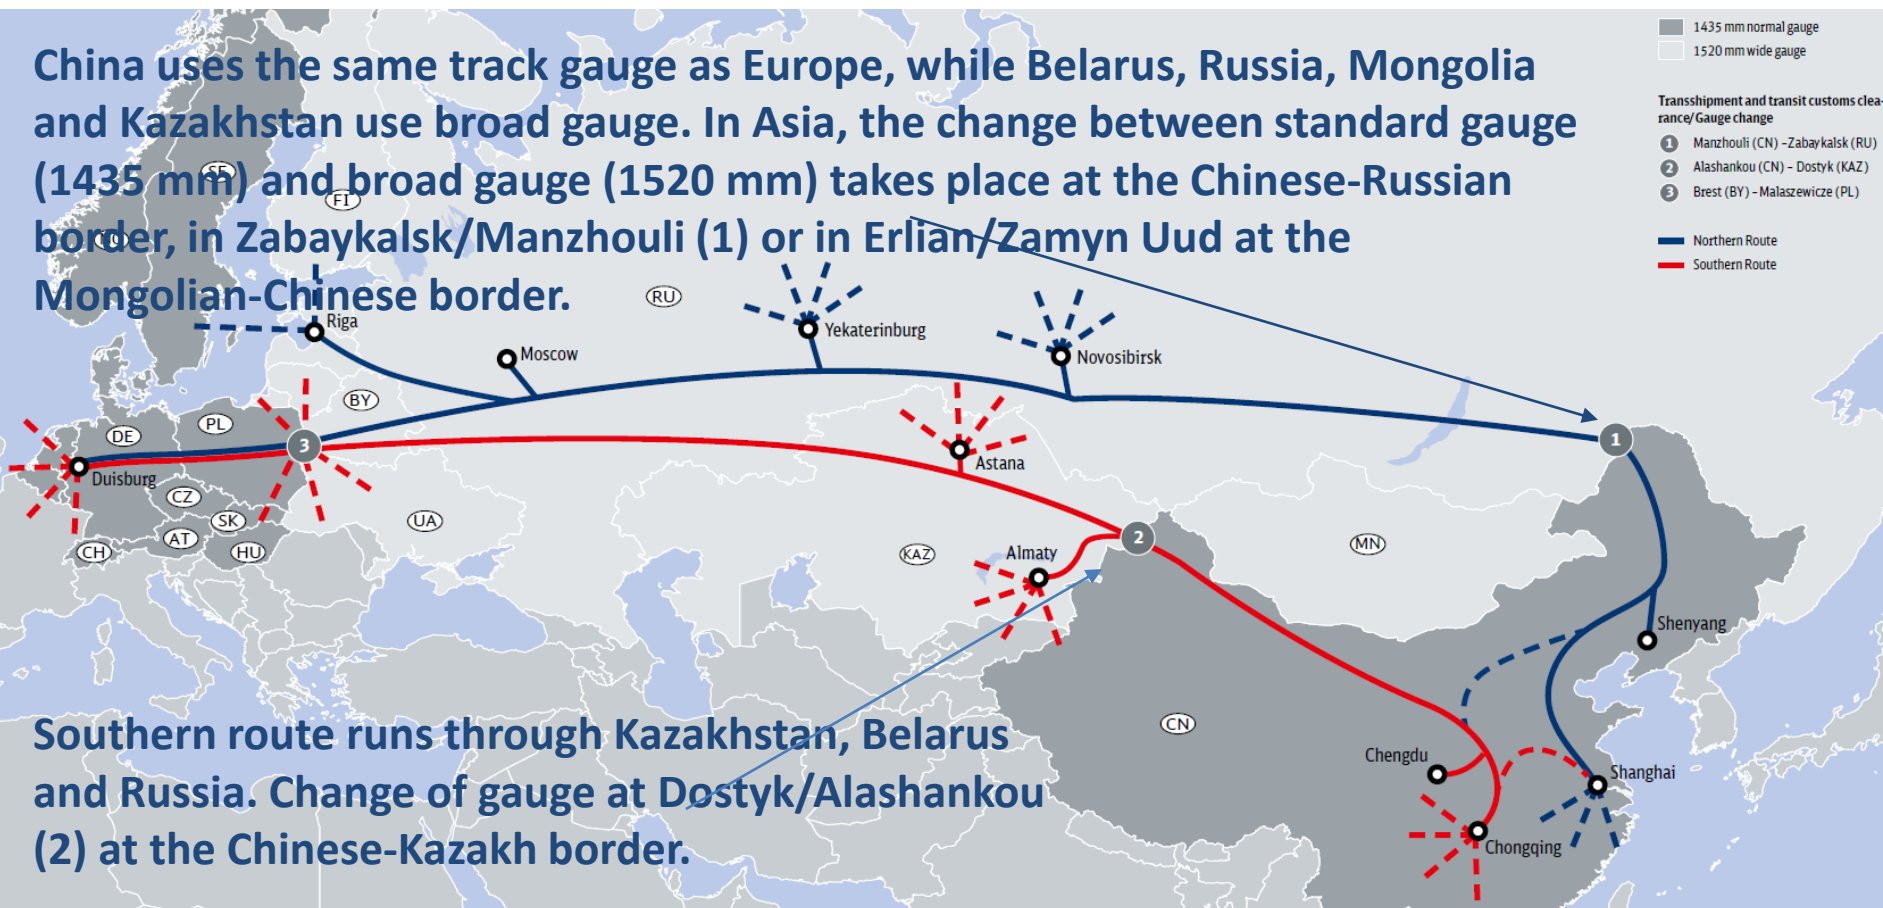 China uses the same track gauge as Europe, while Belarus, Russia, Mongolia
and Kazakhstan use broad gauge. In Asia, the change between standard gauge
(1435 mm) and broad gauge (1520 mm) takes place at the Chinese-Russian
border, in Zabaykalsk/Manzhouli (1) or in Erlian/Zamyn Uud at the
Mongolian-Chinese border.
1435 mm normal gauge
1520 mm wide gauge
Transshipment and transit customs clea-
rance/Gauge change
1 Manzhouli (CN) –Zabaykalsk (RU)
2 Alashankou (CN) – Dostyk (KAZ)
3 Brest (BY) – Malaszewicze (PL)
Northern Route
Southern Route
SE
FI
RU
Riga
Moscow
Yekaterinburg
Novosibirsk
BY
PL
DE
3
1
Duisburg
Astana
CZ
SK
UA
AT
CH
HU
KAZ
Almaty
2
MN
Shenyang
CN
Chengdu
Shanghai
Chongqing
Southern route runs through Kazakhstan, Belarus
and Russia. Change of gauge at Dostyk/Alashankou
(2) at the Chinese-Kazakh border.